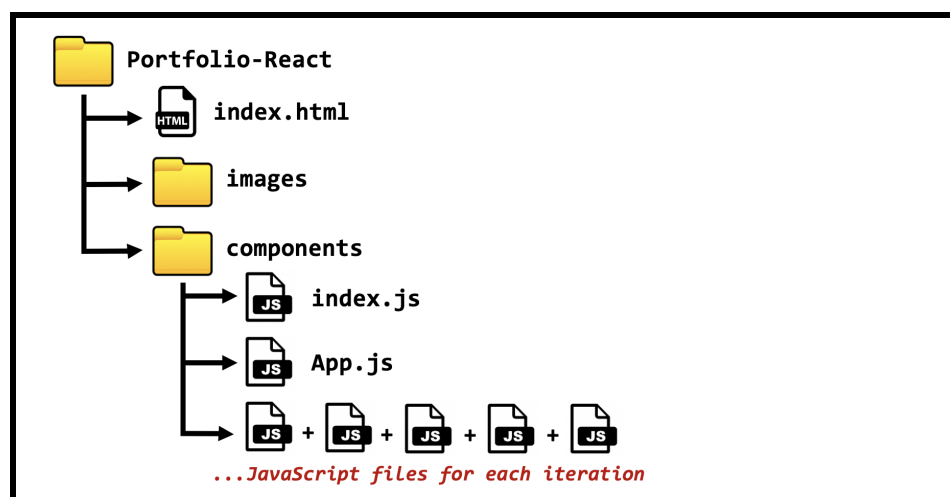 Portfolio-React
HTML index.html
images
components
JS index.js
JS App.js
JS + JS + JS + JS + JS
...JavaScript files for each iteration